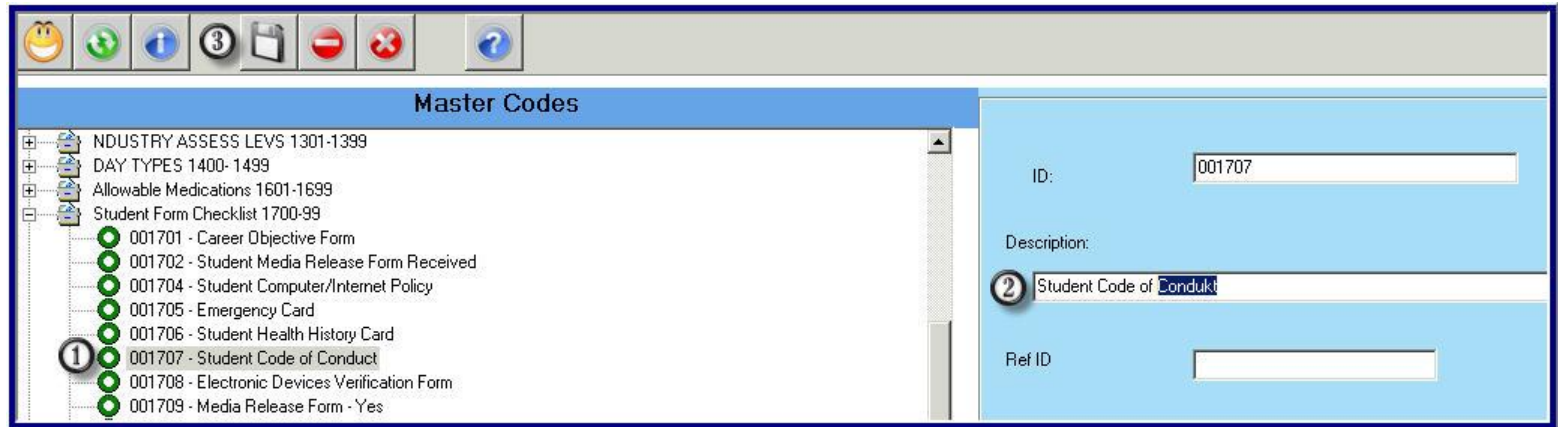 3
Master Codes
NDUSTRY ASSESS LEVS 1301-1399
DAY TYPES 1400- 1499
Allowable Medications 1601-1699
Student Form Checklist 1700-99
001701 - Career Objective Form
001702 - Student Media Release Form Received
001704 - Student Computer/Internet Policy
001705 - Emergency Card
001706 - Student Health History Card
1 001707 - Student Code of Conduct
001708 - Electronic Devices Verification Form
001709 - Media Release Form - Yes
ID: 001707
Description:
2 Student Code of Condukt
Ref ID